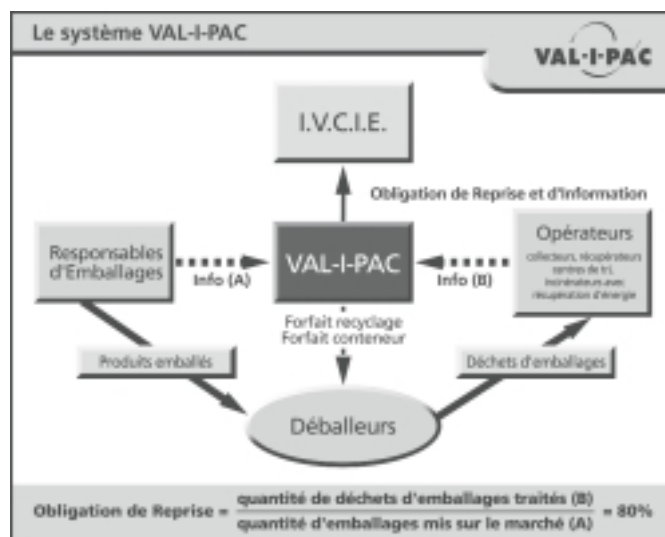 Le système VAL-I-PAC
VAL-I-PAC
I.V.C.I.E.
Obligation de Reprise et d'Information
Responsables
d'Emballages
Info (A)
VAL-I-PAC
Info (B)
Opérateurs
collecteurs, récupérateurs
centres de tri,
incinérateurs avec
récupération d'énergie
Forfait recyclage
Forfait conteneur
Produits emballés
Déchets d'emballages
Déballeurs
Obligation de Reprise = quantité de déchets d'emballages traités (B)
quantité d'emballages mis sur le marché (A) = 80%